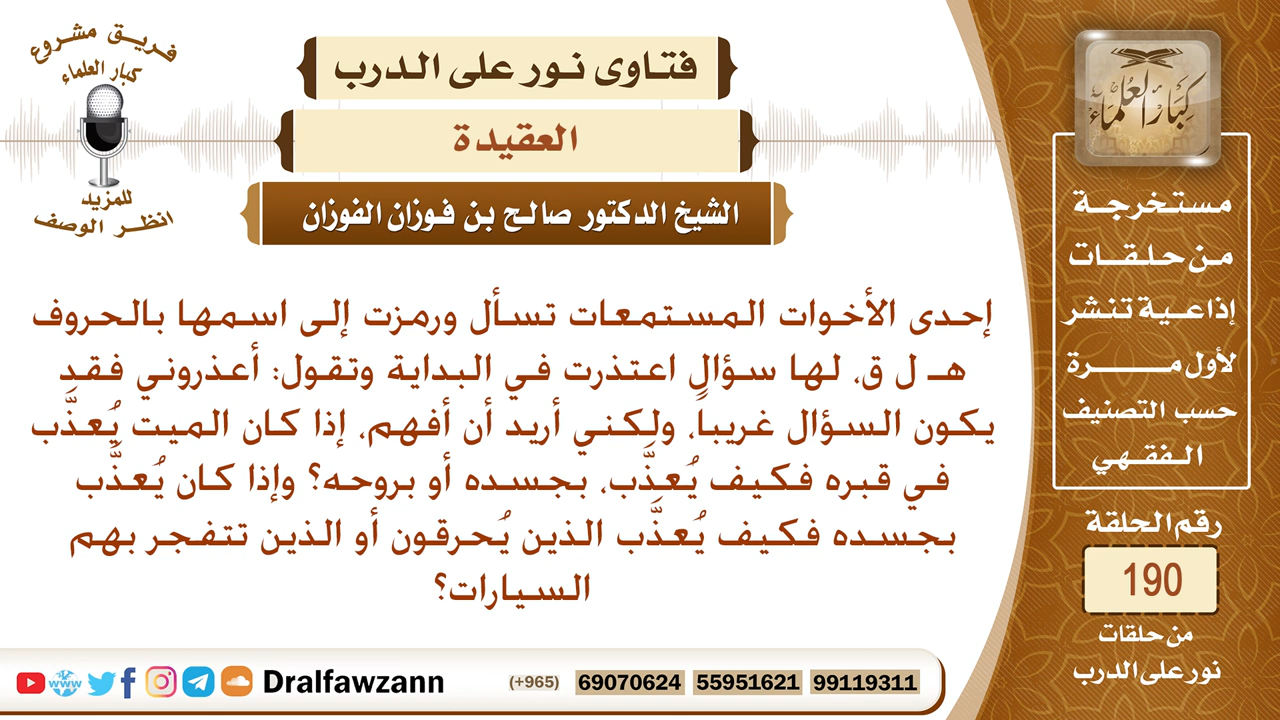 فريق مشروع
كبار العلماء
للمزيد
انظر الوصف
فتاوى نور على الدرب
العقيدة
الشيخ الدكتور صالح بن فوزان الفوزان
إحدى الأخوات المستمعات تسأل ورمزت إلى اسمها بالحروف
هـ ل ق، لها سؤالٍ اعتذرت في البداية وتقول: أعذروني فقد
يكون السؤال غريباً، ولكني أريد أن أفهم، إذا كان الميت يُعذَّب
في قبره فكيف يُعذَّب، بجسده أو بروحه؟ وإذا كان يُعذَّب
بجسده فكيف يُعذَّب الذين يُحرقون أو الذين تتفجر بهم
السيارات؟
كبار العلماء
مستخرجة
من حلقات
إذاعية تنشر
لأول مرة
حسب التصنيف
الفقهي
رقم الحلقة
190
من حلقات
نور على الدرب
www
Dralfawzann (+965) 69070624 55951621 99119311